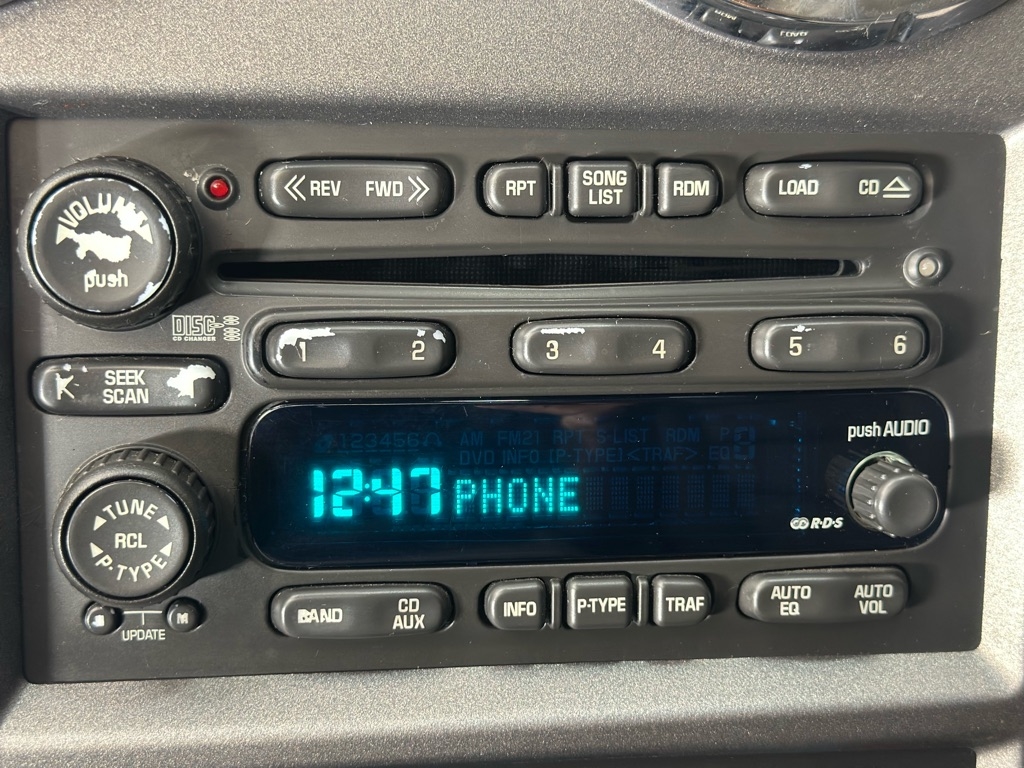 VOLUME
push
REV FWD
RPT
SONG
LIST
RDM
LOAD CD
DISC
CD CHANGER
1 2
3 4
5 6
SEEK
SCAN
123456 AM FM21 RPT S LIST RDM P
DVD INFO [P-TYPE]<TRAF> EQ
12:47 PHONE
push AUDIO
R·D·S
TUNE
RCL
P-TYPE
H M
UPDATE
BAND CD
AUX
INFO
P-TYPE
TRAF
AUTO
EQ
AUTO
VOL